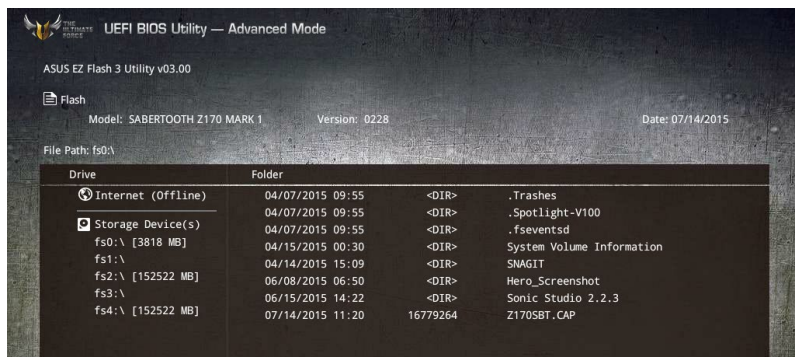 THE ULTIMATE FORCE
UEFI BIOS Utility — Advanced Mode
ASUS EZ Flash 3 Utility v03.00
Flash
Model: SABERTOOTH Z170 MARK 1 Version: 0228 Date: 07/14/2015
File Path: fs0:\
Drive Folder
Internet (Offline)
Storage Device(s)
fs0:\ [3818 MB]
fs1:\
fs2:\ [152522 MB]
fs3:\
fs4:\ [152522 MB]
04/07/2015 09:55 <DIR> .Trashes
04/07/2015 09:55 <DIR> .Spotlight-V100
04/07/2015 09:55 <DIR> .fseventsd
04/15/2015 00:30 <DIR> System Volume Information
04/14/2015 15:09 <DIR> SNAGIT
06/08/2015 06:50 <DIR> Hero_Screenshot
06/15/2015 14:22 <DIR> Sonic Studio 2.2.3
07/14/2015 11:20 16779264 Z170SBT.CAP